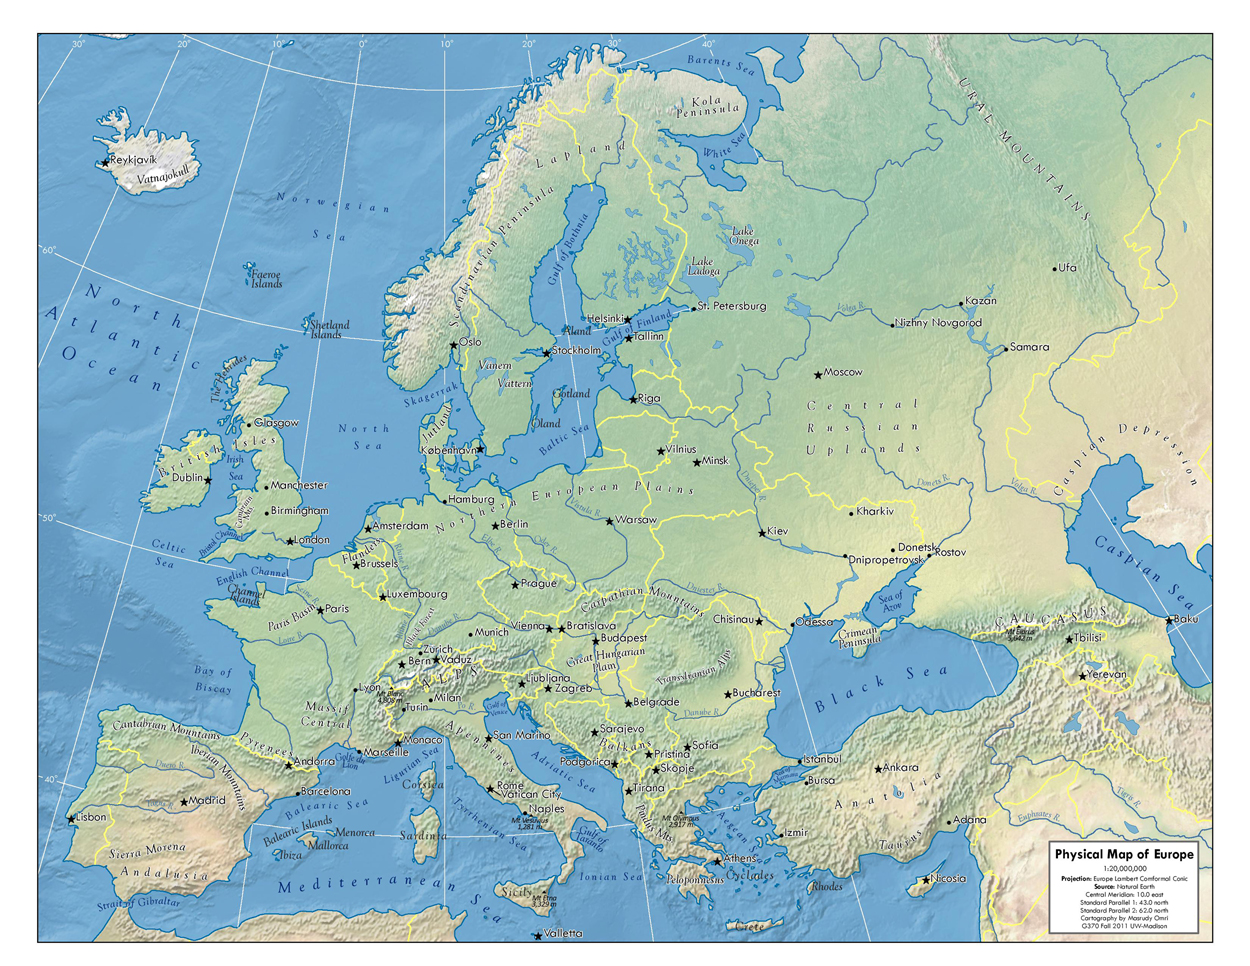 30°
20°
10°
0°
10°
20°
30°
40°
Barents Sea
Kola
Peninsula
URAL MOUNTAINS
White Sea
Lapland
Reykjavík
Vatnajokull
Norwegian
Sea
Scandinavian Peninsula
Gulf of Bothnia
Lake
Onega
Lake
Ladoga
60°
Faeroe
Islands
Ufa
North
Atlantic
Ocean
Shetland
Islands
Kazan
St. Petersburg
Volga R.
Nizhny Novgorod
Helsinki
Gulf of Finland
Åland
Tallinn
Oslo
Stockholm
Samara
Vänern
Vättern
Moscow
The Hebrides
Skagerrak
Gotland
Riga
Öland
Central
Russian
Uplands
Glasgow
Jutland
North
Sea
Baltic Sea
British Isles
København
Caspian Depression
Irish
Sea
Vilnius
Minsk
Dublin
Manchester
Cambrian
Mts.
Birmingham
Hamburg
Northern European Plains
Dnieper R.
Donets R.
Volga R.
Vistula R.
50°
Amsterdam
Berlin
Warsaw
Kharkiv
Kiev
Bristol Channel
London
Elbe R.
Oder R.
Celtic
Sea
Flanders
Brussels
Rhine R.
Donetsk
Rostov
Dnipropetrovsk
Caspian Sea
English Channel
Channel
Islands
Prague
Luxembourg
Carpathian Mountains
Dniester R.
Sea of
Azov
Seine R.
Paris
Paris Basin
Black Forest
Danube R.
Vienna
Bratislava
Chisinau
Odessa
Crimean
Peninsula
CAUCASUS
Mt Elbrus
5,642 m
Baku
Loire R.
Munich
Budapest
Tbilisi
Zürich
Bern
Vaduz
Great Hungarian
Plain
Transylvanian Alps
Bay of
Biscay
ALPS
Ljubljana
Zagreb
Yerevan
Lyon
Mt Blanc
4,808 m
Milan
Turin
Po R.
Gulf of
Venice
Belgrade
Bucharest
Danube R.
Black Sea
Massif
Central
Cantabrian Mountains
Pyrenees
Iberian Mountains
Monaco
Apennines
San Marino
Sarajevo
Balkans
Sofia
Pristina
Marseille
Golfe du
Lion
Ligurian Sea
Adriatic Sea
Podgorica
Skopje
Istanbul
Sea of
Marmara
Bursa
Ankara
Andorra
Duero R.
40°
Barcelona
Corsica
Rome
Vatican City
Tirana
Anatolia
Madrid
Balearic Sea
Lisbon
Naples
Mt Vesuvius
1,281 m
Pindus Mts.
Mt Olympus
2,917 m
Aegean Sea
Tigris R.
Euphrates R.
Adana
Balearic Islands
Menorca
Mallorca
Ibiza
Sardinia
Tyrrhenian Sea
Gulf of
Taranto
Izmir
Taurus
Sierra Morena
Andalusia
Athens
Cyclades
Peloponnesus
Ionian Sea
Rhodes
Nicosia
Mediterranean Sea
Sicily
Mt Etna
3,329 m
Strait of Gibraltar
Crete
Valletta
Physical Map of Europe
1:20,000,000
Projection: Europe Lambert Comformal Conic
Source: Natural Earth
Central Meridian: 10.0 east
Standard Parallel 1: 43.0 north
Standard Parallel 2: 62.0 north
Cartography by Masrudy Omri
G370 Fall 2011 UW-Madison